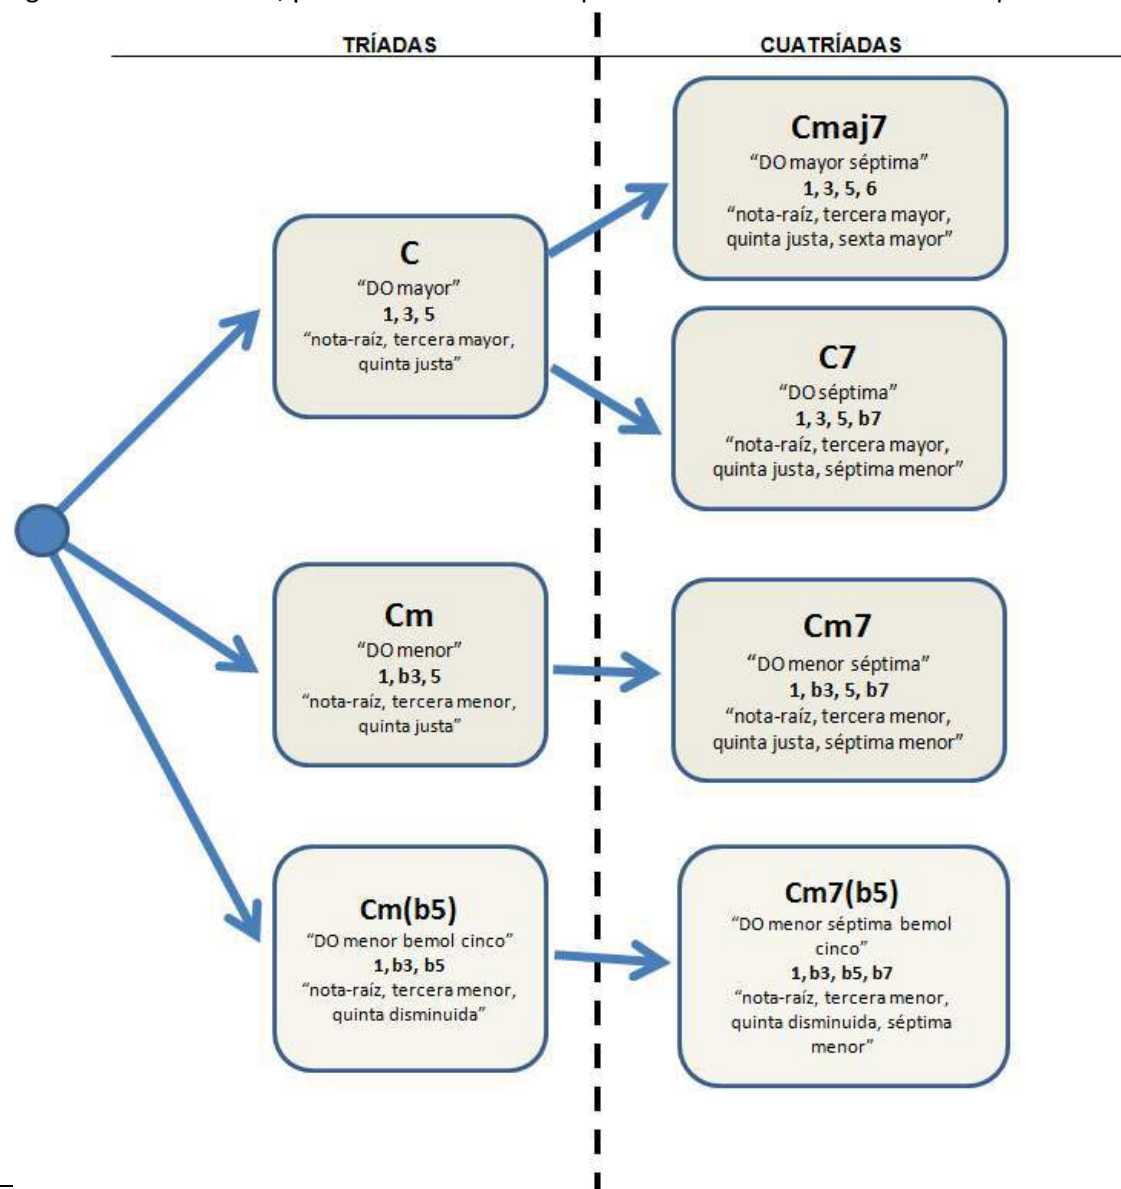 TRÍADAS
CUATRÍADAS
Cmaj7
“DO mayor séptima”
1, 3, 5, 6
“nota-raíz, tercera mayor,
quinta justa, sexta mayor”
C
“DO mayor”
1, 3, 5
“nota-raíz, tercera mayor,
quinta justa”
C7
“DO séptima”
1, 3, 5, b7
“nota-raíz, tercera mayor,
quinta justa, séptima menor”
Cm
“DO menor”
1, b3, 5
“nota-raíz, tercera menor,
quinta justa”
Cm7
“DO menor séptima”
1, b3, 5, b7
“nota-raíz, tercera menor,
quinta justa, séptima menor”
Cm(b5)
“DO menor bemol cinco”
1, b3, b5
“nota-raíz, tercera menor,
quinta disminuida”
Cm7(b5)
“DO menor séptima bemol
cinco”
1, b3, b5, b7
“nota-raíz, tercera menor,
quinta disminuida, séptima
menor”